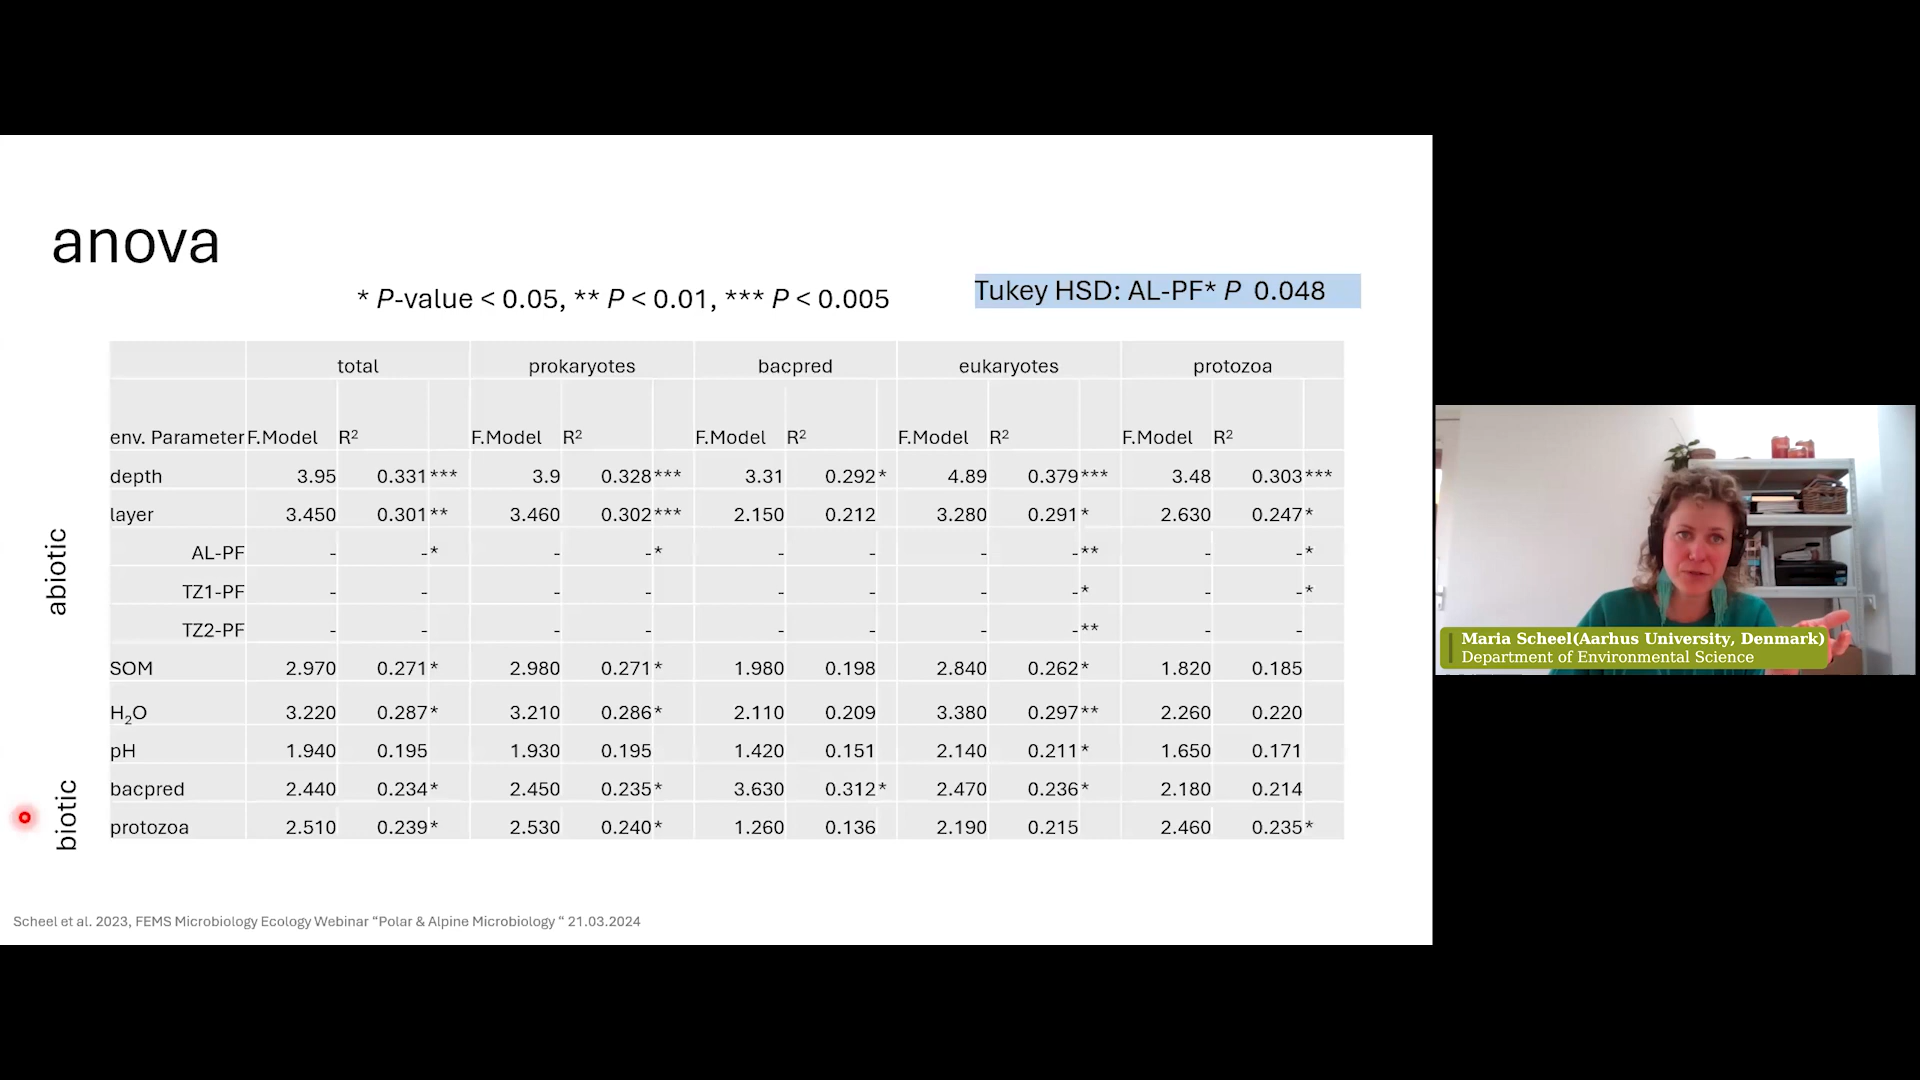 anova
* P-value < 0.05, ** P < 0.01, *** P < 0.005
Tukey HSD: AL-PF* P 0.048
total prokaryotes bacpred eukaryotes protozoa
env. Parameter F.Model R² F.Model R² F.Model R² F.Model R² F.Model R²
depth 3.95 0.331 *** 3.9 0.328 *** 3.31 0.292 * 4.89 0.379 *** 3.48 0.303 ***
layer 3.450 0.301 ** 3.460 0.302 *** 2.150 0.212 3.280 0.291 * 2.630 0.247 *
AL-PF - - * - - * - - - - ** - - *
TZ1-PF - - - - - - - - * - - *
TZ2-PF - - - - - - - - ** - -
SOM 2.970 0.271 * 2.980 0.271 * 1.980 0.198 2.840 0.262 * 1.820 0.185
H₂O 3.220 0.287 * 3.210 0.286 * 2.110 0.209 3.380 0.297 ** 2.260 0.220
pH 1.940 0.195 1.930 0.195 1.420 0.151 2.140 0.211 * 1.650 0.171
bacpred 2.440 0.234 * 2.450 0.235 * 3.630 0.312 * 2.470 0.236 * 2.180 0.214
protozoa 2.510 0.239 * 2.530 0.240 * 1.260 0.136 2.190 0.215 2.460 0.235 *
abiotic
biotic
Scheel et al. 2023, FEMS Microbiology Ecology Webinar “Polar & Alpine Microbiology “ 21.03.2024
Maria Scheel(Aarhus University, Denmark)
Department of Environmental Science